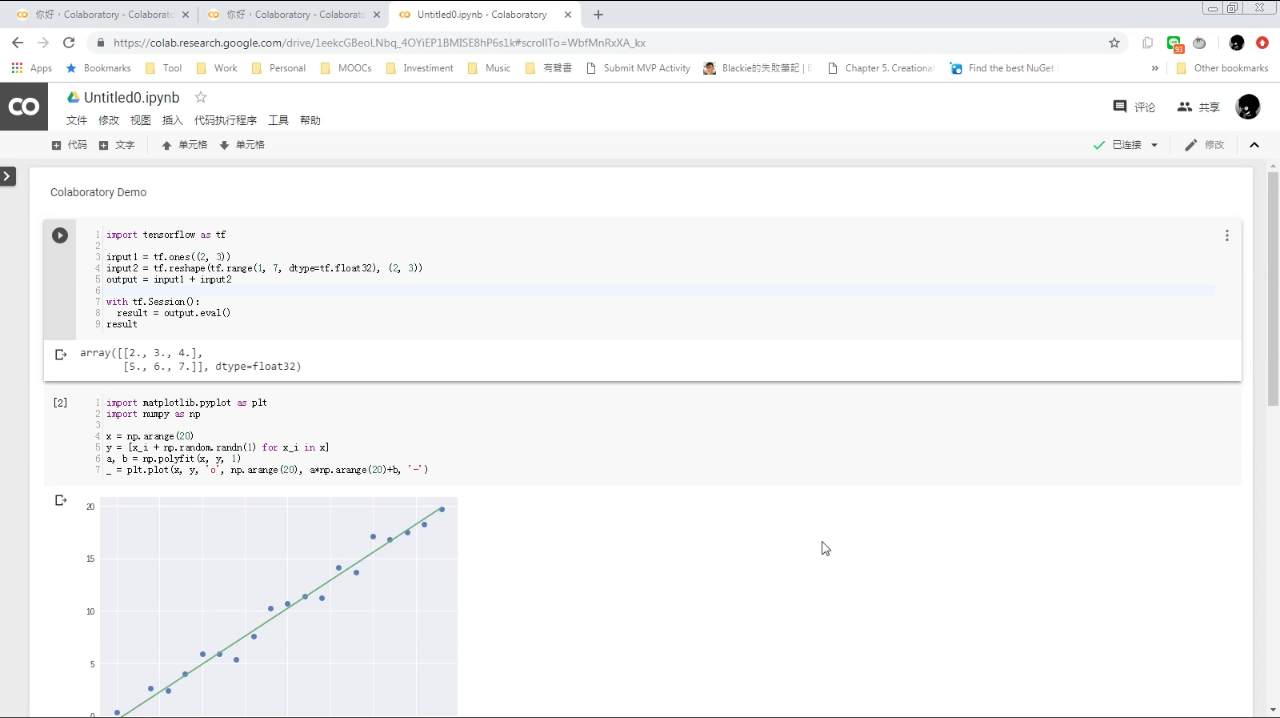 你好,Colaboratory - Colaborat
你好,Colaboratory - Colaborat
Untitled0.ipynb - Colaboratory
https://colab.research.google.com/drive/1eekcGBeoLNbq_4OYiEP1BMISE8hP6s1k#scrollTo=WbfMnRxXA_kx
93
Apps Bookmarks Tool Work Personal MOOCs Investiment Music 有聲書 Submit MVP Activity Blackie的失敗筆記 | Chapter 5. Creationa Find the best NuGet » Other bookmarks
CO
Untitled0.ipynb
评论 共享
文件 修改 视图 插入 代码执行程序 工具 帮助
代码 文字 单元格 单元格 已连接 修改
Colaboratory Demo
1 import tensorflow as tf
2
3 input1 = tf.ones((2, 3))
4 input2 = tf.reshape(tf.range(1, 7, dtype=tf.float32), (2, 3))
5 output = input1 + input2
6
7 with tf.Session():
8 result = output.eval()
9 result
array([[2., 3., 4.],
[5., 6., 7.]], dtype=float32)
[2]
1 import matplotlib.pyplot as plt
2 import numpy as np
3
4 x = np.arange(20)
5 y = [x_i + np.random.randn(1) for x_i in x]
6 a, b = np.polyfit(x, y, 1)
7 _ = plt.plot(x, y, 'o', np.arange(20), a*np.arange(20)+b, '-')
20
15
10
5
0